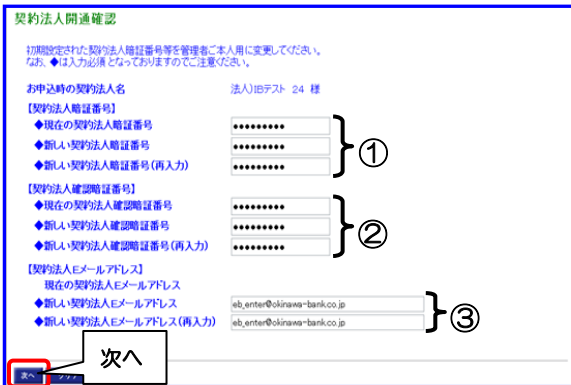 契約法人開通確認
初期設定された契約法人暗証番号等を管理者ご本人用に変更してください。
なお、◆は入力必須となっておりますのでご注意ください。
お申込時の契約法人名 法人)IBテスト 24 様
【契約法人暗証番号】
◆現在の契約法人暗証番号 ●●●●●●●●●
◆新しい契約法人暗証番号 ●●●●●●●●●
◆新しい契約法人暗証番号(再入力) ●●●●●●●●●
①
【契約法人確認暗証番号】
◆現在の契約法人確認暗証番号 ●●●●●●●●●
◆新しい契約法人確認暗証番号 ●●●●●●●●●
◆新しい契約法人確認暗証番号(再入力) ●●●●●●●●●
②
【契約法人Eメールアドレス】
現在の契約法人Eメールアドレス
◆新しい契約法人Eメールアドレス eb_enter@okinawa-bank.co.jp
◆新しい契約法人Eメールアドレス(再入力) eb_enter@okinawa-bank.co.jp
③
次へ
次へ